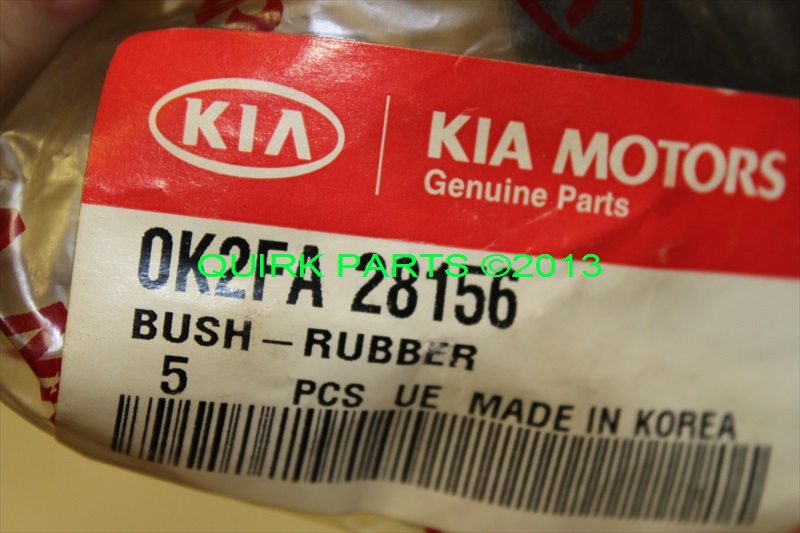 KIA
KIA MOTORS
Genuine Parts
0K2FA 28156
QUIRK PARTS ©2013
BUSH - RUBBER
5 PCS UE MADE IN KOREA